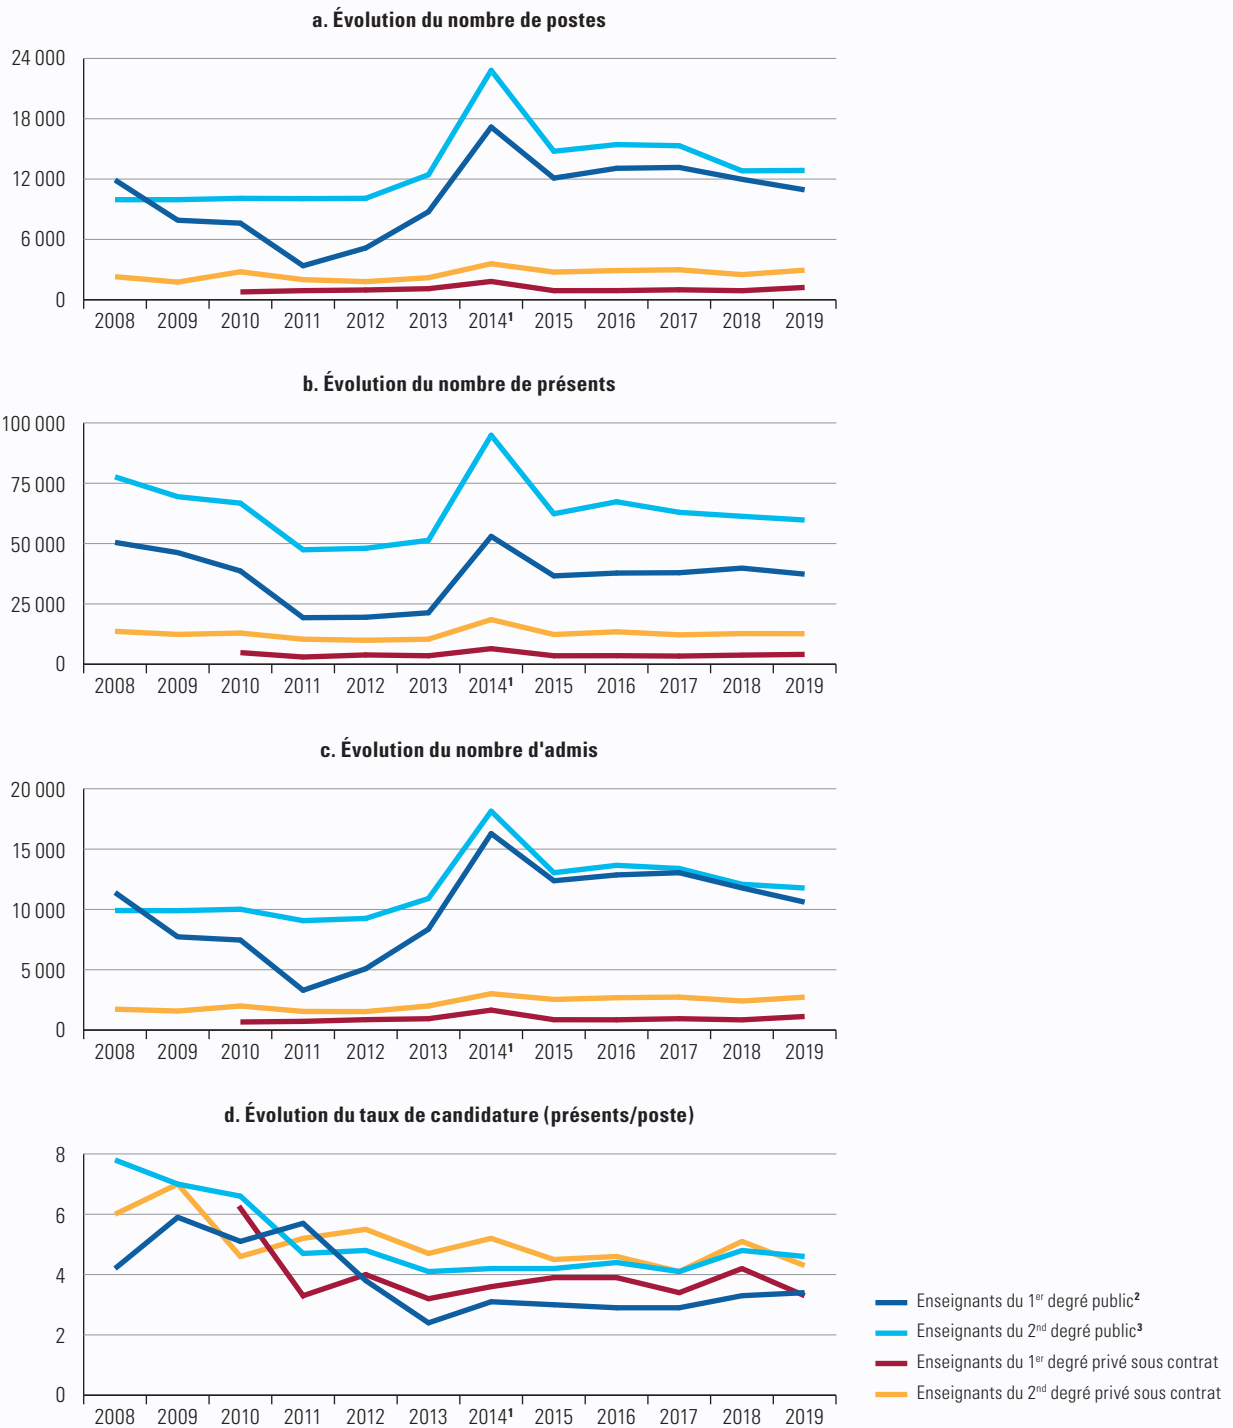 a. Évolution du nombre de postes
24 000
18 000
12 000
6 000
0
2008 2009 2010 2011 2012 2013 2014¹ 2015 2016 2017 2018 2019
b. Évolution du nombre de présents
100 000
75 000
50 000
25 000
0
2008 2009 2010 2011 2012 2013 2014¹ 2015 2016 2017 2018 2019
c. Évolution du nombre d'admis
20 000
15 000
10 000
5 000
0
2008 2009 2010 2011 2012 2013 2014¹ 2015 2016 2017 2018 2019
d. Évolution du taux de candidature (présents/poste)
8
6
4
2
0
2008 2009 2010 2011 2012 2013 2014¹ 2015 2016 2017 2018 2019
Enseignants du 1er degré public²
Enseignants du 2nd degré public³
Enseignants du 1er degré privé sous contrat
Enseignants du 2nd degré privé sous contrat